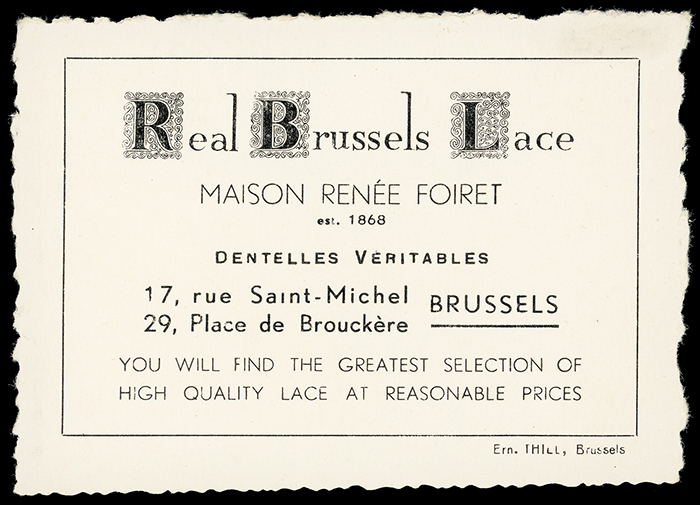 Real Brussels Lace
MAISON RENÉE FOIRET
est. 1868
DENTELLES VÉRITABLES
17, rue Saint-Michel
29, Place de Brouckère
BRUSSELS
YOU WILL FIND THE GREATEST SELECTION OF
HIGH QUALITY LACE AT REASONABLE PRICES
Ern. THILL, Brussels